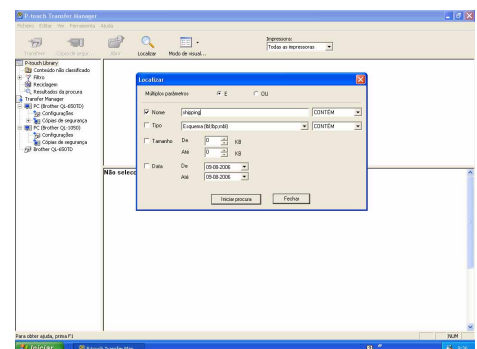 P-touch Transfer Manager
Ficheiro Editar Ver Ferramenta Ajuda
Transferir Cópias de segur... Abrir Localizar Modo de visual...
Impressora:
Todas as impressoras
P-touch Library
Conteúdo não classificado
Filtro
Reciclagem
Resultados da procura
Transfer Manager
PC (Brother QL-650TD)
Configurações
Cópias de segurança
PC (Brother QL-1050)
Configurações
Cópias de segurança
Brother QL-650TD
Não selecc
Localizar
Múltiplos parâmetros E OU
Nome shipping CONTÉM
Tipo Esquema(lbl;lbp;mbl) CONTÉM
Tamanho De 0 KB
Até 0 KB
Data De 09-08-2006
Até 09-08-2006
Iniciar procura Fechar
Para obter ajuda, prima F1 NUM
Iniciar P-touch Transfer Man...